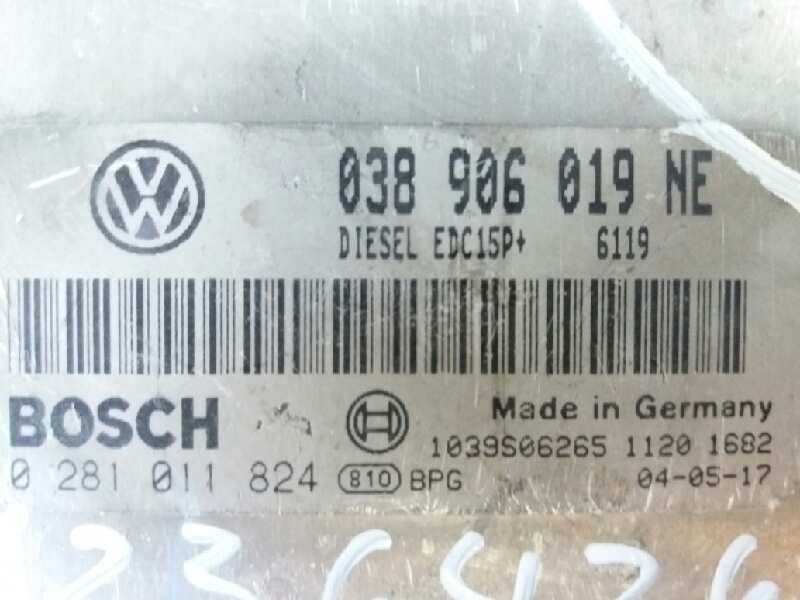 038 906 019 NE
DIESEL EDC15P+ 6119
BOSCH
Made in Germany
1039S06265 1120 1682
0 281 011 824 810 BPG 04-05-17